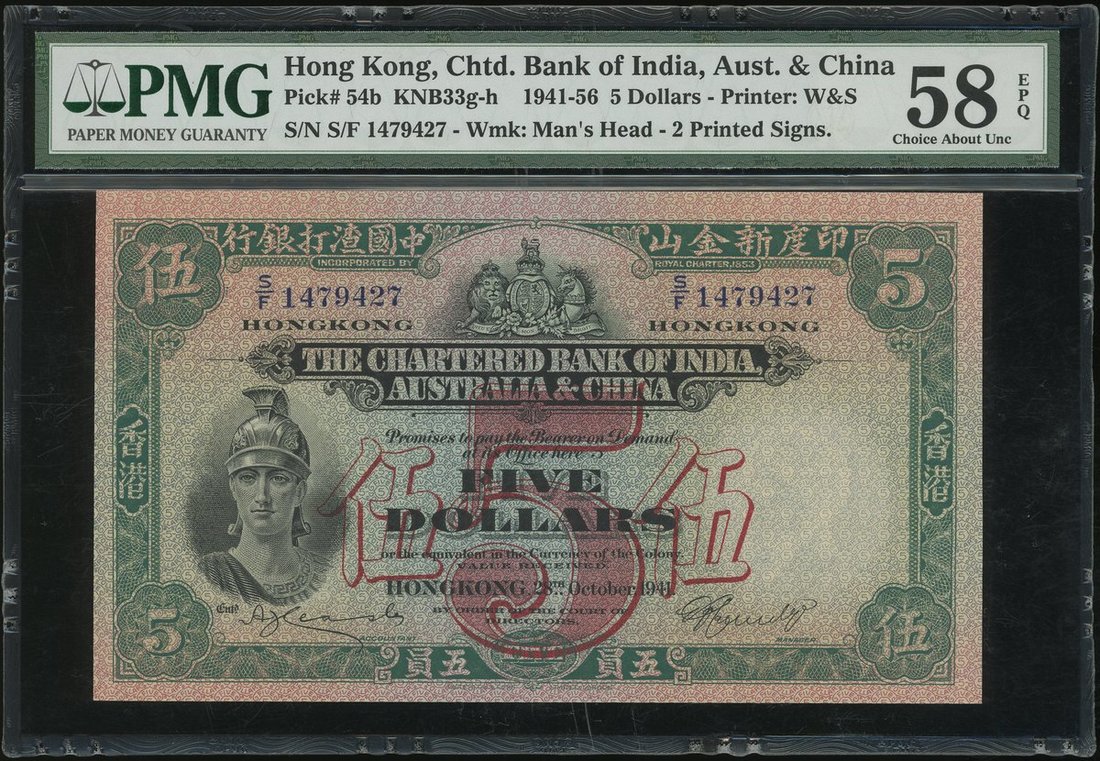 PMG
PAPER MONEY GUARANTY
Hong Kong, Chtd. Bank of India, Aust. & China
Pick# 54b KNB33g-h 1941-56 5 Dollars - Printer: W&S
S/N S/F 1479427 - Wmk: Man's Head - 2 Printed Signs.
58 EPQ
Choice About Unc
行銀打渣國中 山金新度印
伍 5
INCORPORATED BY ROYAL CHARTER, 1853
S/F 1479427 S/F 1479427
HONGKONG HONGKONG
THE CHARTERED BANK OF INDIA,
AUSTRALIA & CHINA
香港 香港
Promises to pay the Bearer on Demand
at its Office here
5
伍 FIVE 伍
DOLLARS
or the equivalent in the Currency of the Colony.
VALUE RECEIVED
HONGKONG, 28TH October 1941.
BY ORDER OF THE COURT OF
DIRECTORS,
Entd
ACCOUNTANT MANAGER
5 伍
員五 員五